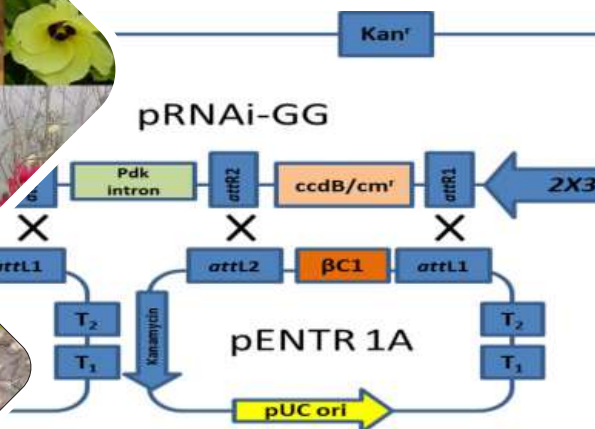 Kanʳ
pRNAi-GG
Pdk
intron
attR2
ccdB/cmʳ
attR1
2X3
attL1
attL2
βC1
attL1
T₂
T₁
Kanamycin
pENTR 1A
T₂
T₁
pUC ori